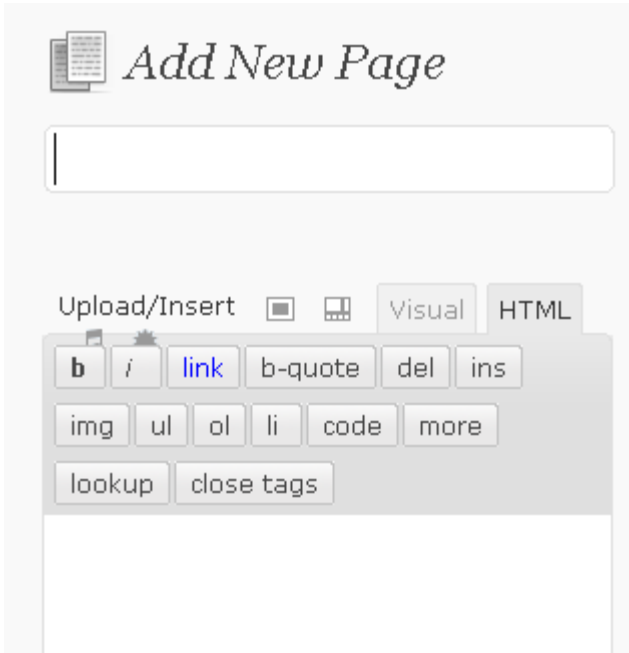 Add New Page
Upload/Insert Visual HTML
b i link b-quote del ins
img ul ol li code more
lookup close tags